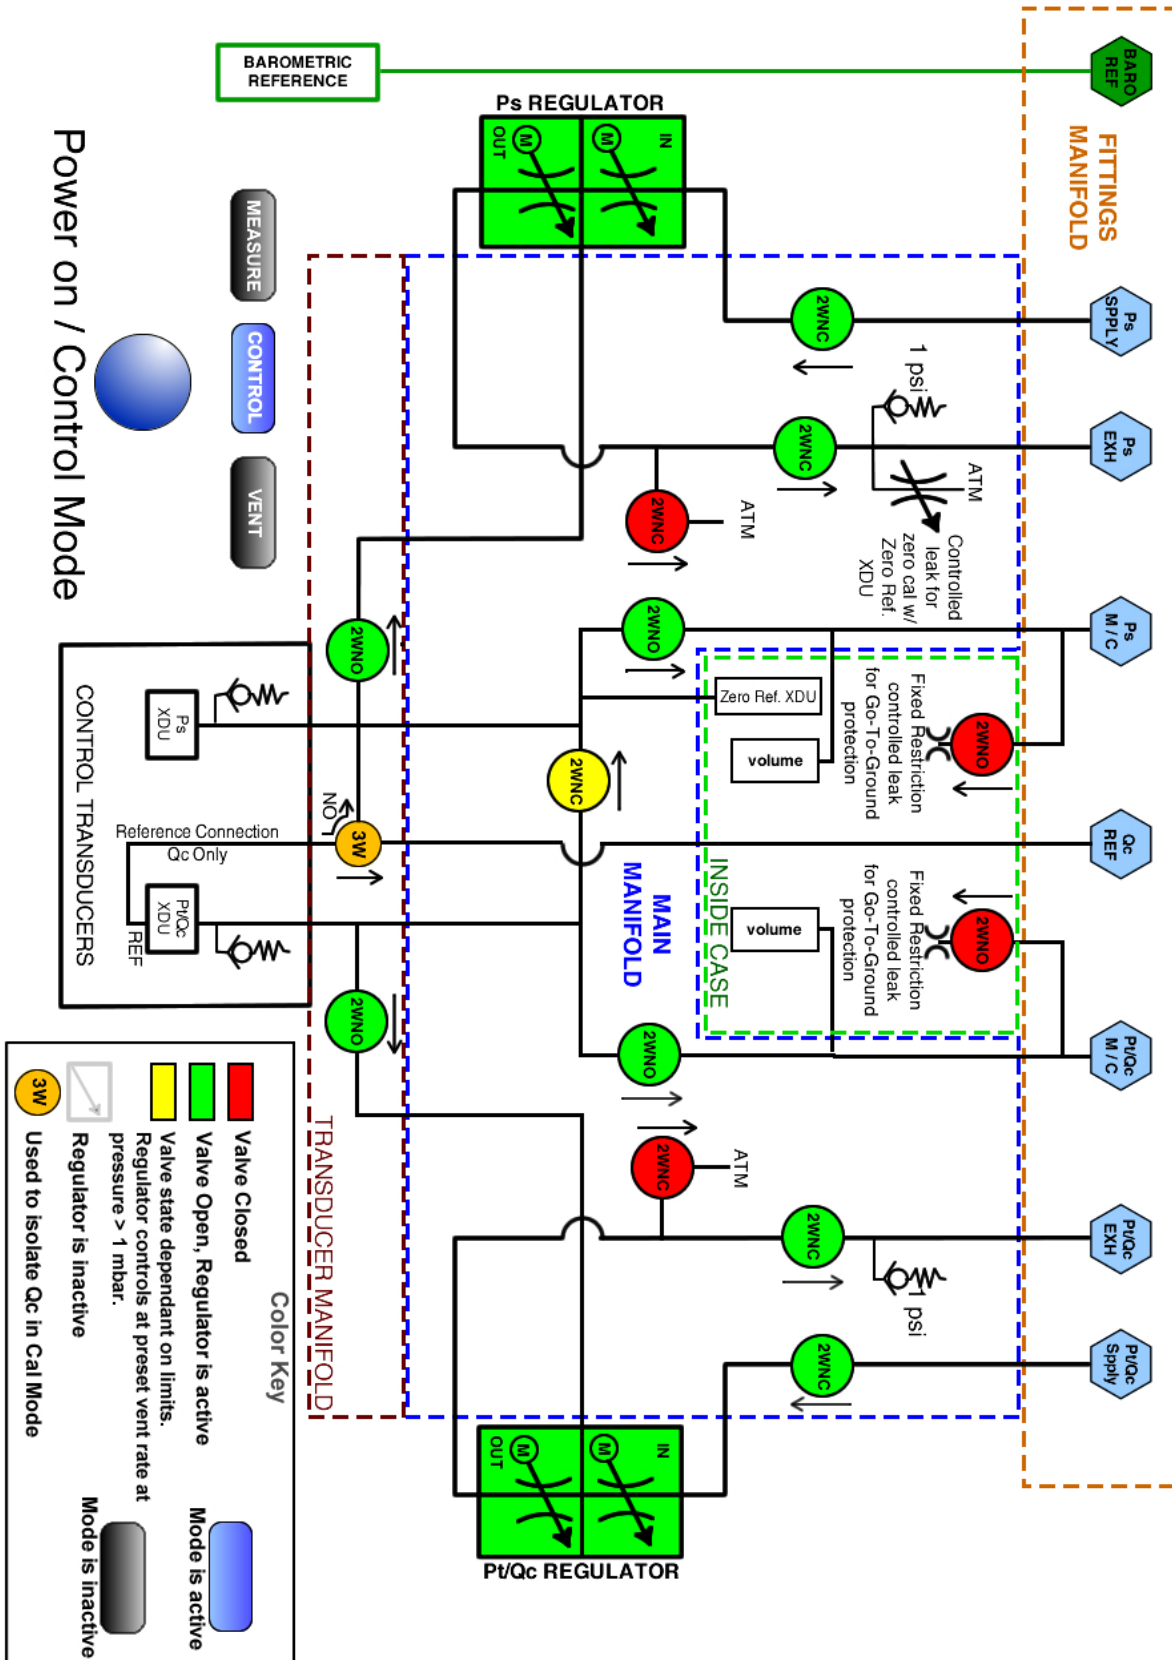 BARO
REF
BAROMETRIC
REFERENCE
FITTINGS
MANIFOLD
Ps REGULATOR
IN
OUT
M
M
Ps
SPPLY
2WNC
1 psi
Ps
EXH
2WNC
ATM
2WNC
ATM
Controlled
leak for
zero cal w/
Zero Ref.
XDU
Ps
M / C
2WNO
2WNO
Zero Ref. XDU
volume
Fixed Restriction
controlled leak
for Go-To-Ground
protection
2WNO
2WNC
Qc
REF
NO
3W
Reference Connection
Qc Only
Ps
XDU
Pt/Qc
XDU
REF
CONTROL TRANSDUCERS
MAIN
MANIFOLD
INSIDE CASE
volume
Fixed Restriction
controlled leak
for Go-To-Ground
protection
2WNO
Pt/Qc
M / C
2WNO
2WNO
2WNC
ATM
Pt/Qc
EXH
2WNC
1 psi
Pt/Qc
Spply
2WNC
TRANSDUCER MANIFOLD
IN
OUT
M
M
Pt/Qc REGULATOR
MEASURE
CONTROL
VENT
Power on / Control Mode
Color Key
Valve Closed
Valve Open, Regulator is active
Valve state dependant on limits.
Regulator controls at preset vent rate at
pressure > 1 mbar.
Regulator is inactive
3W
Used to isolate Qc in Cal Mode
Mode is active
Mode is inactive